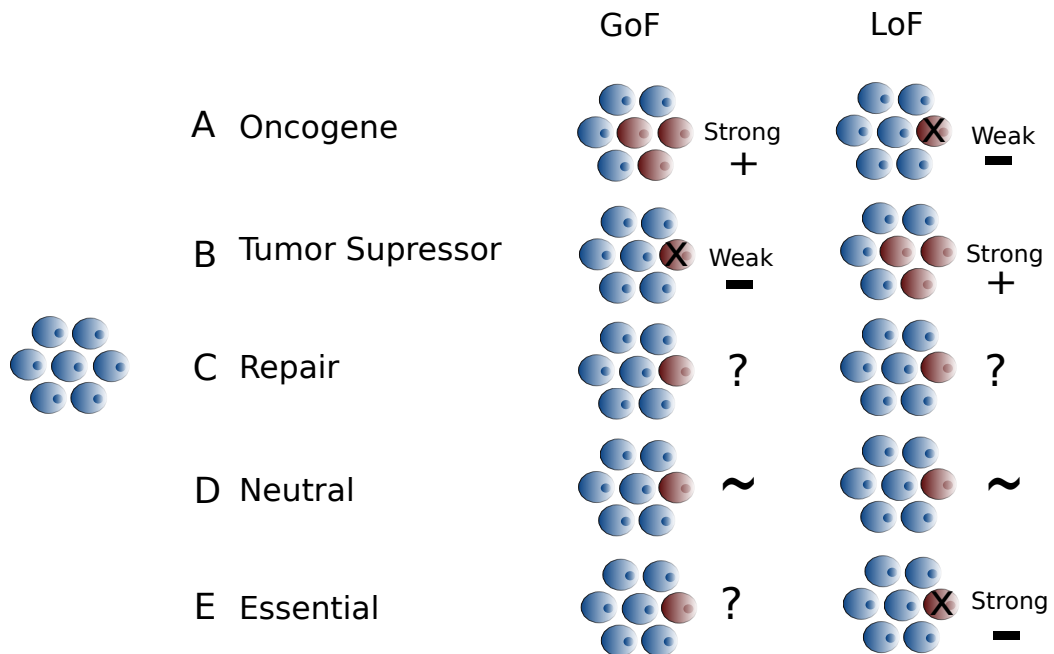 GoF LoF
A Oncogene Strong + X Weak -
B Tumor Supressor X Weak - Strong +
C Repair ? ?
D Neutral ~ ~
E Essential ? X Strong -